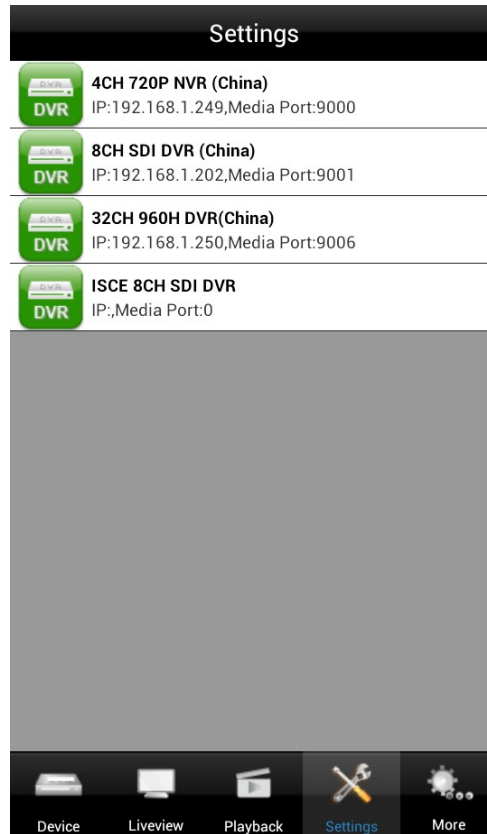 Settings
DVR
DVR
4CH 720P NVR (China)
IP:192.168.1.249,Media Port:9000
DVR
DVR
8CH SDI DVR (China)
IP:192.168.1.202,Media Port:9001
DVR
DVR
32CH 960H DVR(China)
IP:192.168.1.250,Media Port:9006
DVR
DVR
ISCE 8CH SDI DVR
IP:,Media Port:0
Device
Liveview
Playback
Settings
More